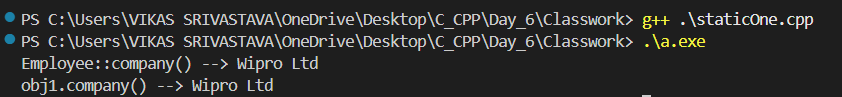 PS C:\Users\VIKAS SRIVASTAVA\OneDrive\Desktop\C_CPP\Day_6\Classwork> g++ .\staticOne.cpp
PS C:\Users\VIKAS SRIVASTAVA\OneDrive\Desktop\C_CPP\Day_6\Classwork> .\a.exe
Employee::company() --> Wipro Ltd
obj1.company() --> Wipro Ltd